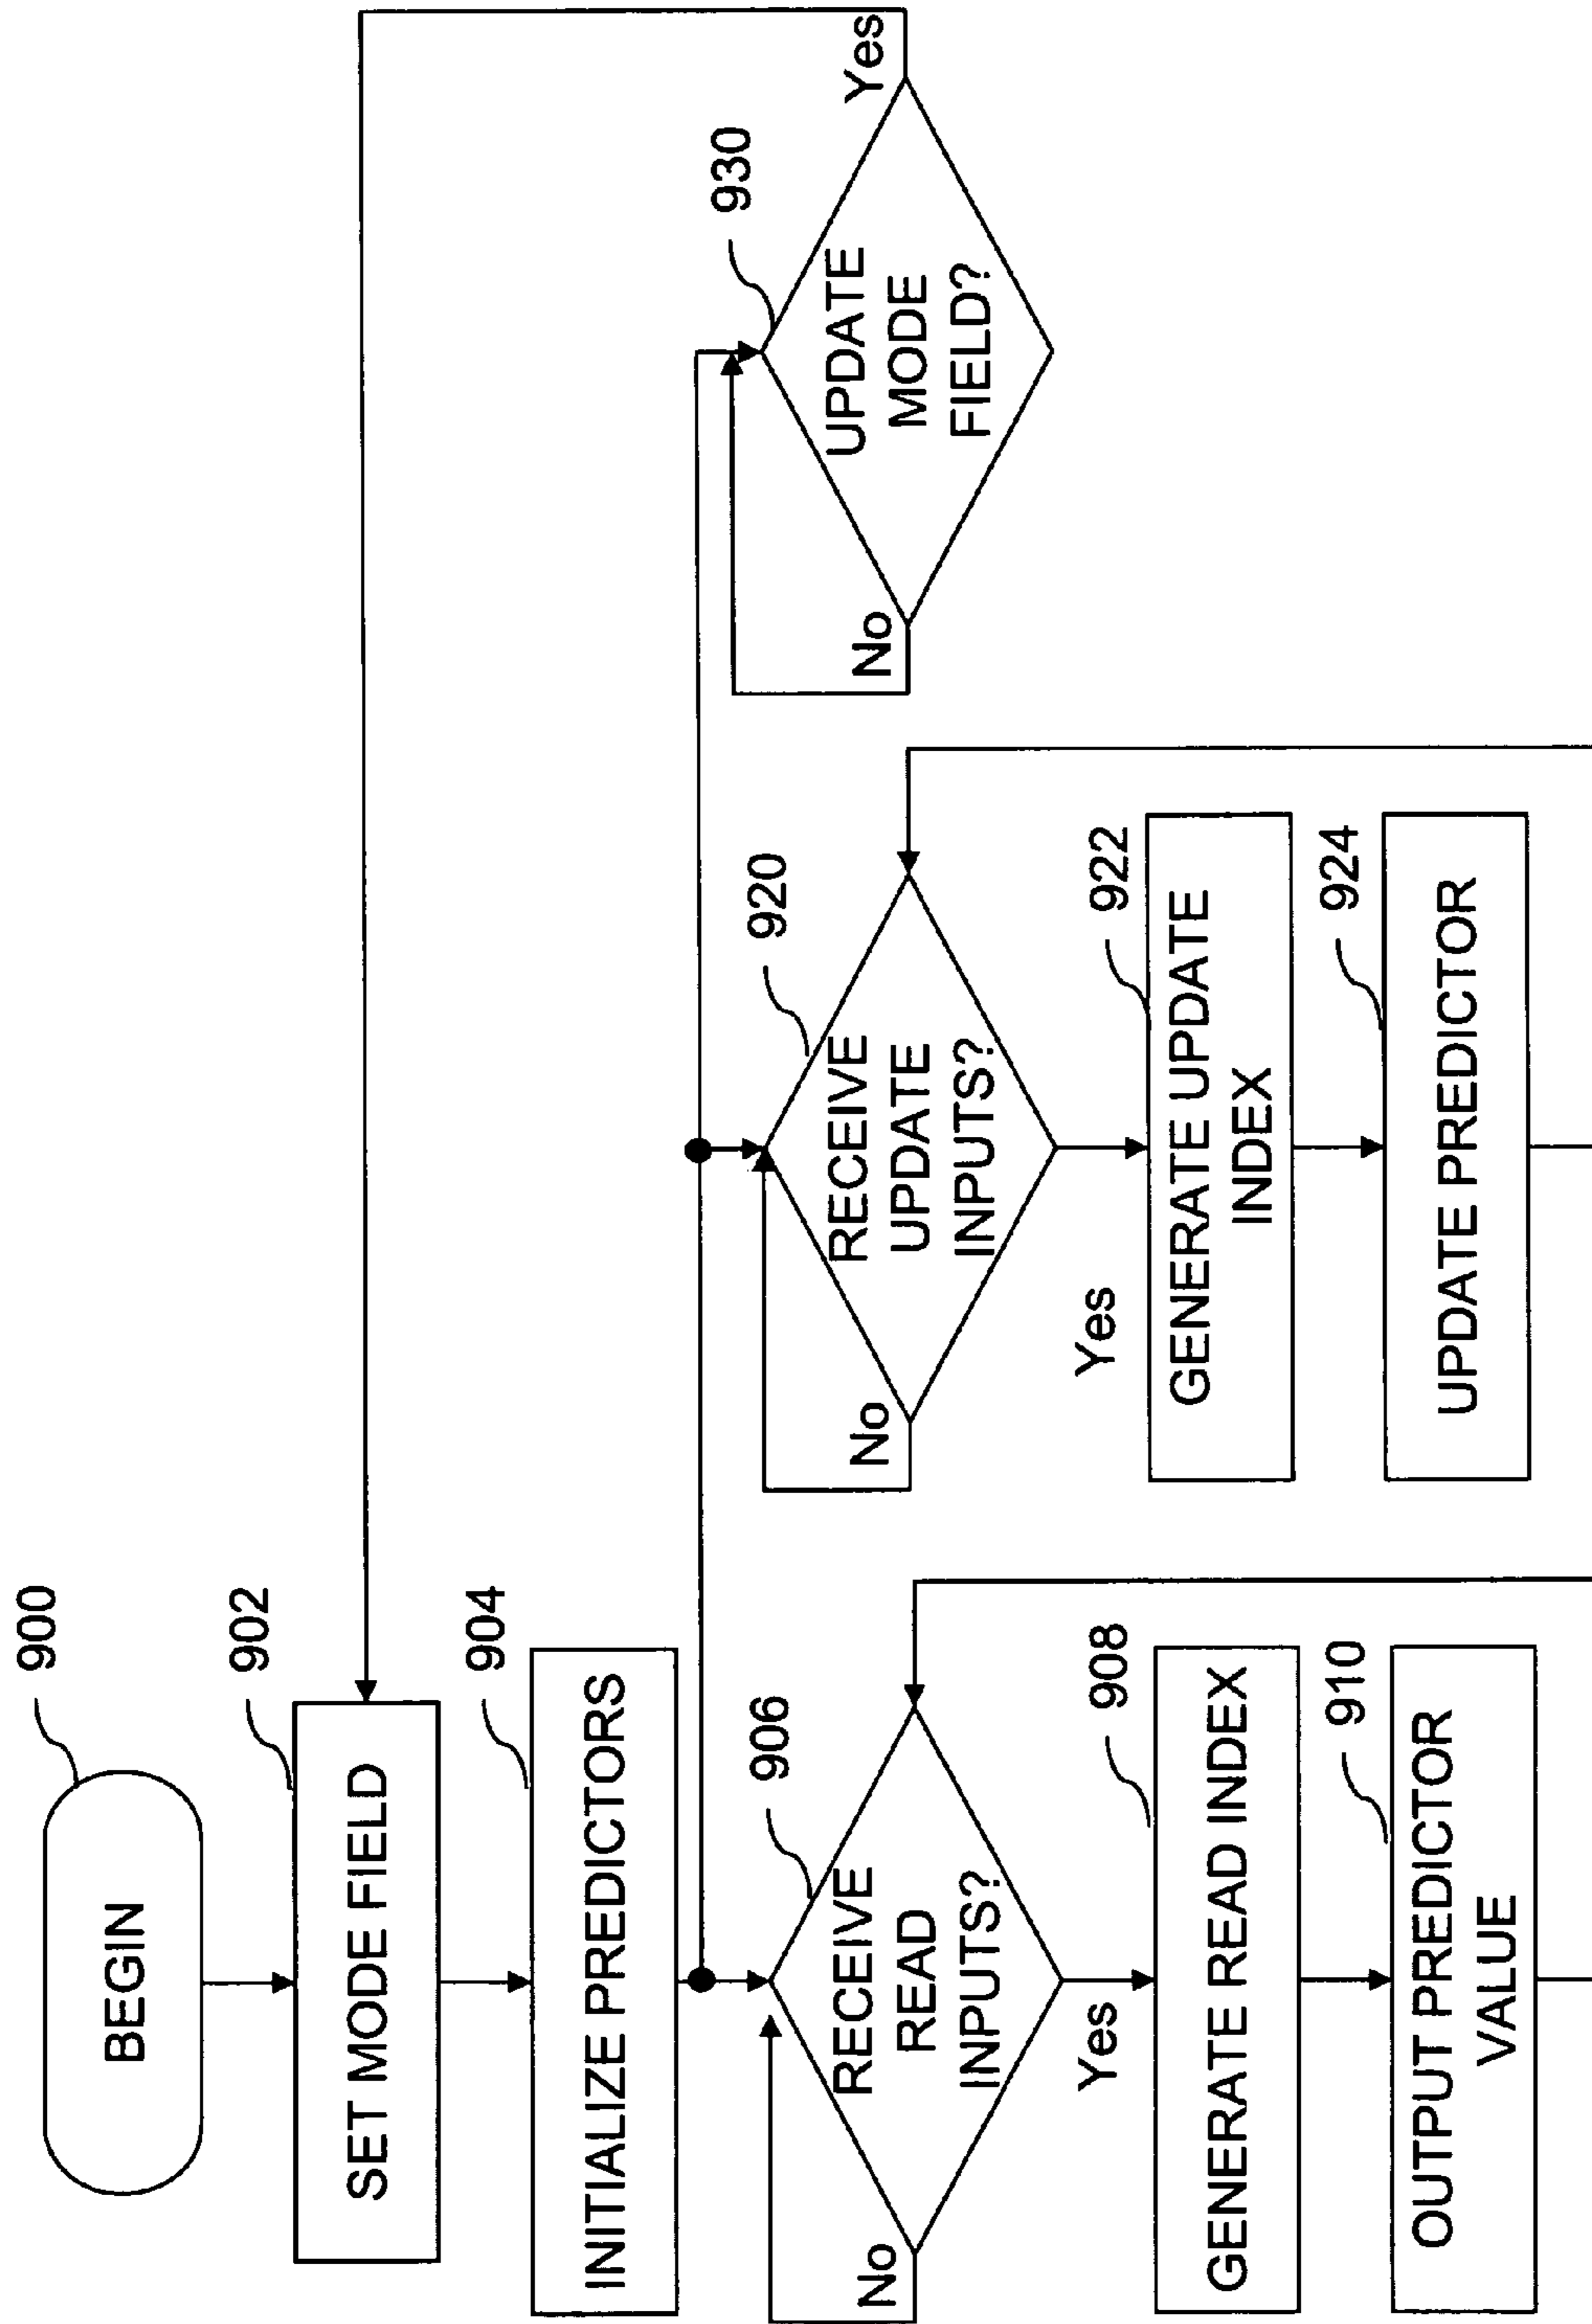 900
BEGIN
902
SET MODE FIELD
904
INITIALIZE PREDICTORS
906
RECEIVE
READ
INPUTS?
No
Yes
908
GENERATE READ INDEX
910
OUTPUT PREDICTOR
VALUE
920
RECEIVE
UPDATE
INPUTS?
No
Yes
922
GENERATE UPDATE
INDEX
924
UPDATE PREDICTOR
930
UPDATE
MODE
FIELD?
No
Yes